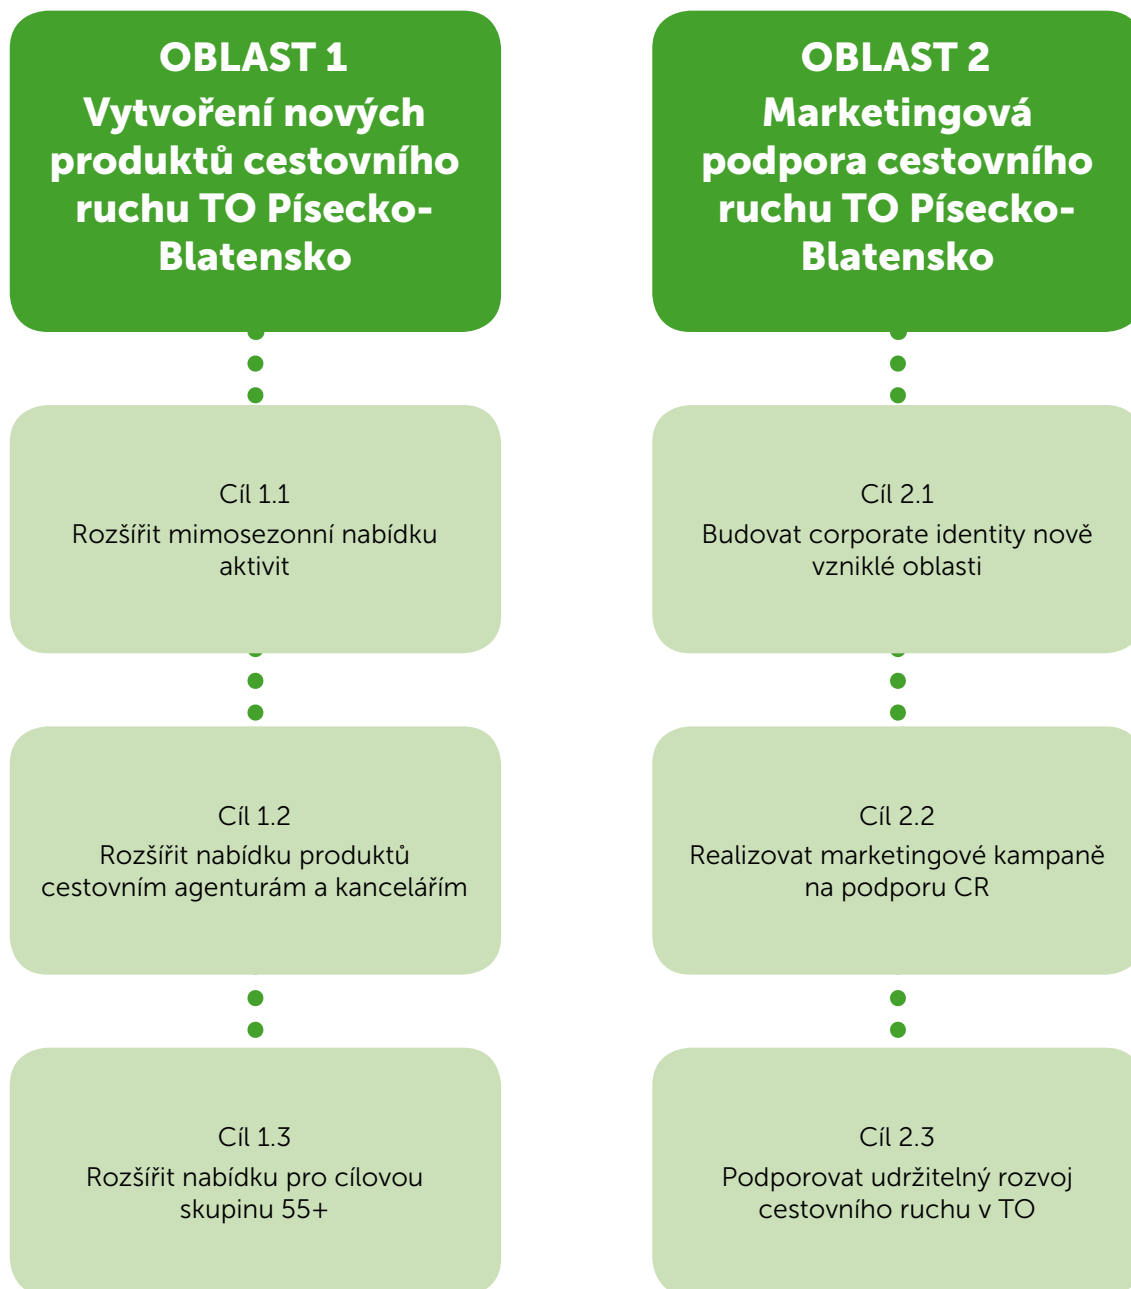 OBLAST 1
Vytvoření nových
produktů cestovního
ruchu TO Písecko-
Blatensko
Cíl 1.1
Rozšířit mimosezonní nabídku
aktivit
Cíl 1.2
Rozšířit nabídku produktů
cestovním agenturám a kancelářím
Cíl 1.3
Rozšířit nabídku pro cílovou
skupinu 55+
OBLAST 2
Marketingová
podpora cestovního
ruchu TO Písecko-
Blatensko
Cíl 2.1
Budovat corporate identity nově
vzniklé oblasti
Cíl 2.2
Realizovat marketingové kampaně
na podporu CR
Cíl 2.3
Podporovat udržitelný rozvoj
cestovního ruchu v TO